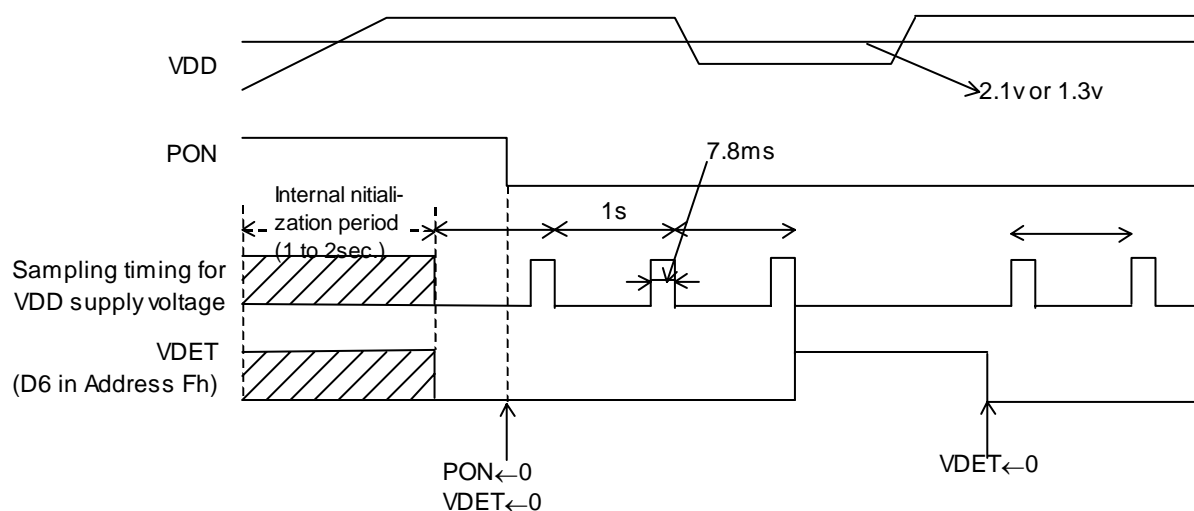 VDD
2.1v or 1.3v
PON
7.8ms
Internal nitiali-
zation period
(1 to 2sec.)
1s
Sampling timing for
VDD supply voltage
VDET
(D6 in Address Fh)
PON←0
VDET←0
VDET←0